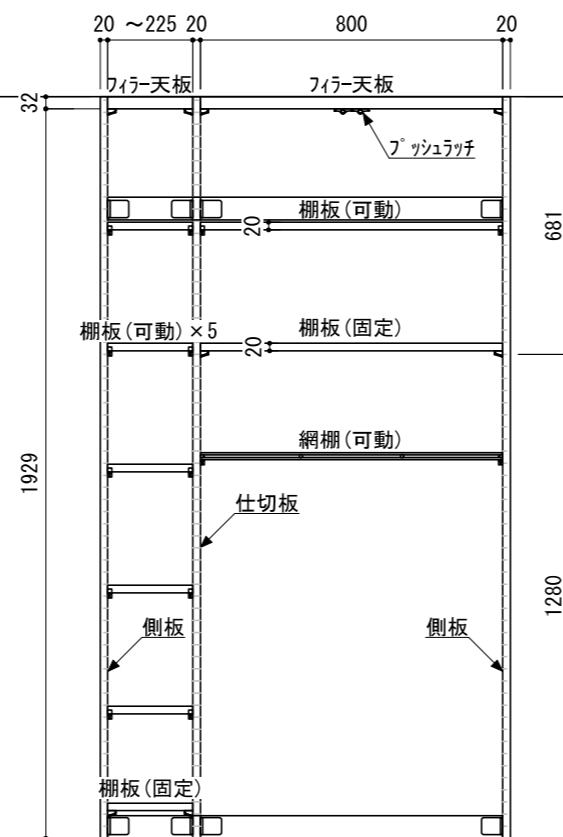 20 ~225 20 800 20
フィラー天板 フィラー天板
32
プッシュラッチ
棚板(可動)
20
681
棚板(可動)×5 棚板(固定)
20
網棚(可動)
1929
仕切板
1280
側板 側板
棚板(固定)